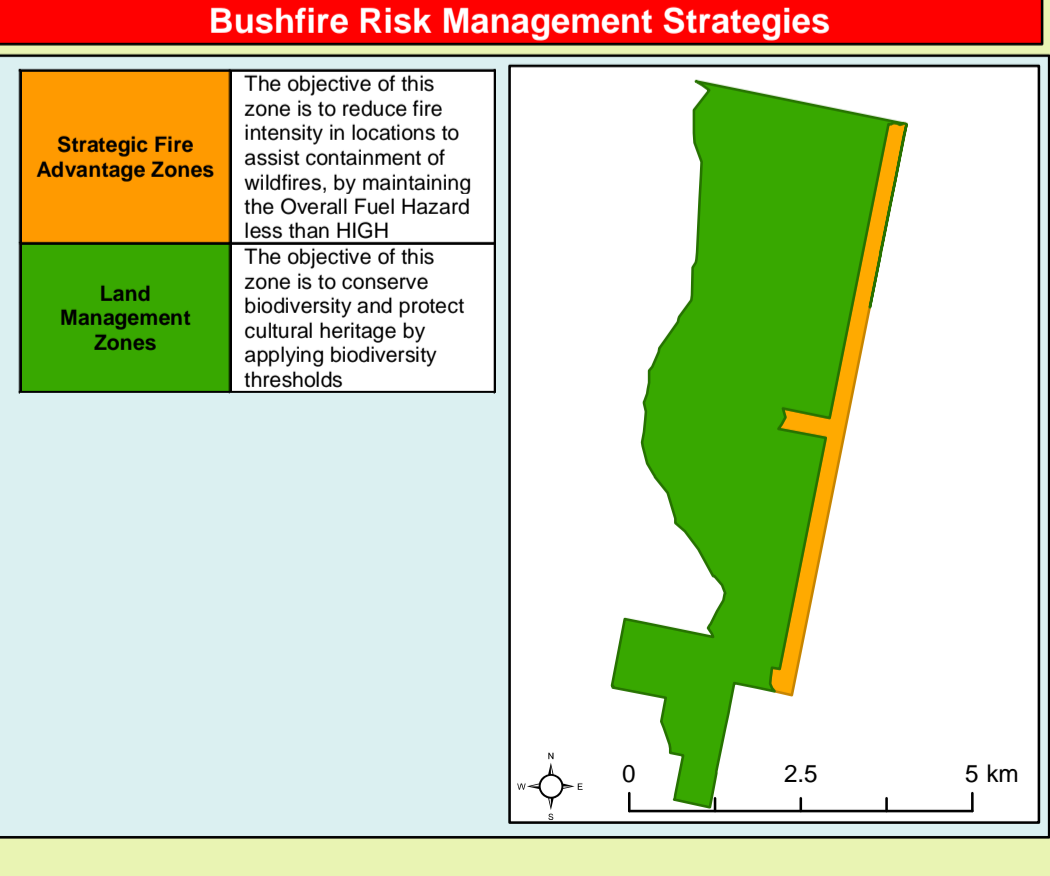 Bushfire Risk Management Strategies
Strategic Fire
Advantage Zones
The objective of this
zone is to reduce fire
intensity in locations to
assist containment of
wildfires, by maintaining
the Overall Fuel Hazard
less than HIGH
Land
Management
Zones
The objective of this
zone is to conserve
biodiversity and protect
cultural heritage by
applying biodiversity
thresholds
N
W E
S
0 2.5 5 km